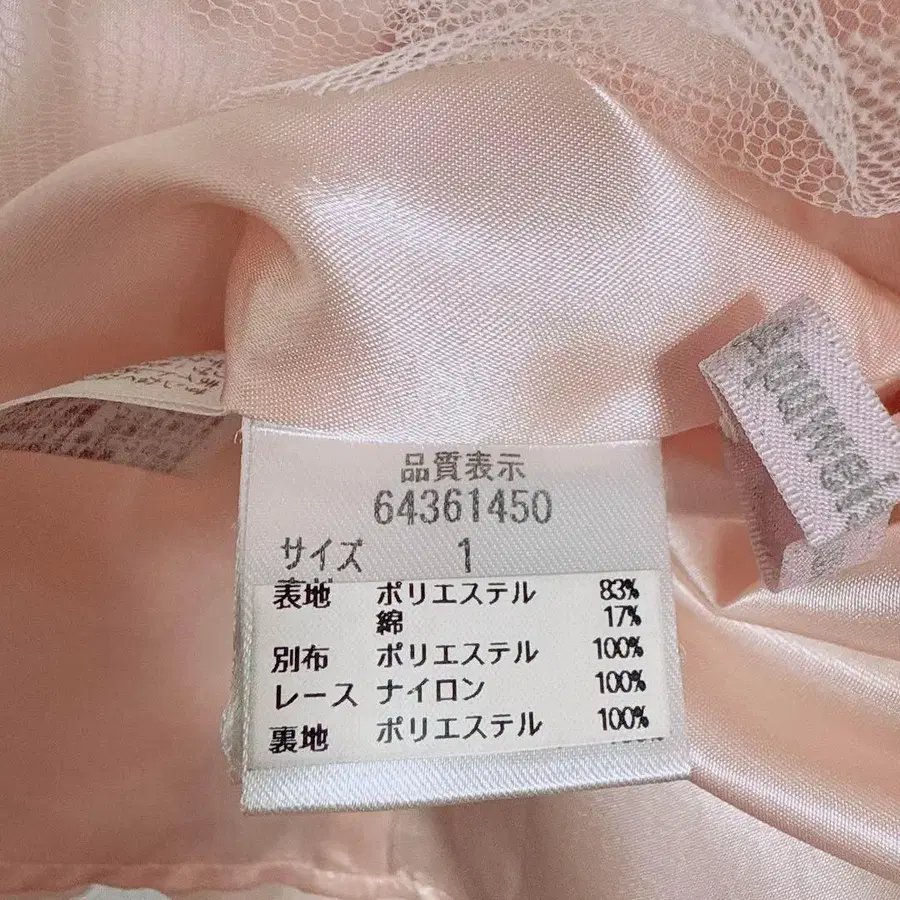 品質表示
64361450
サイズ 1
表地 ポリエステル 83%
綿 17%
別布 ポリエステル 100%
レース ナイロン 100%
裏地 ポリエステル 100%